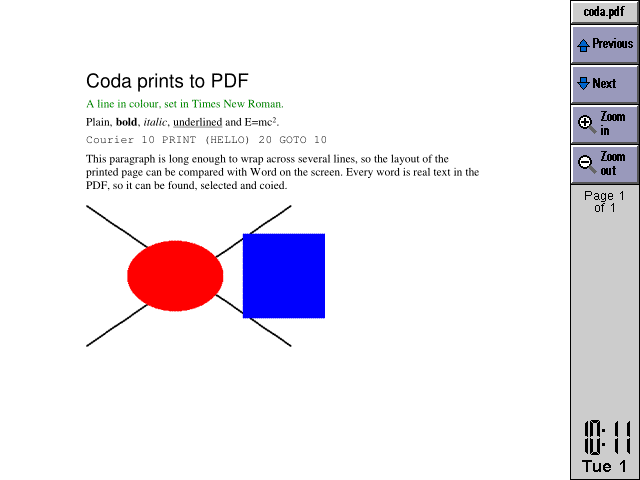 coda.pdf
Previous
Next
Zoom in
Zoom out
Page 1
of 1
Coda prints to PDF
A line in colour, set in Times New Roman.
Plain, bold, italic, underlined and E=mc².
Courier 10 PRINT (HELLO) 20 GOTO 10
This paragraph is long enough to wrap across several lines, so the layout of the
printed page can be compared with Word on the screen. Every word is real text in the
PDF, so it can be found, selected and coied.
10:11
Tue 1